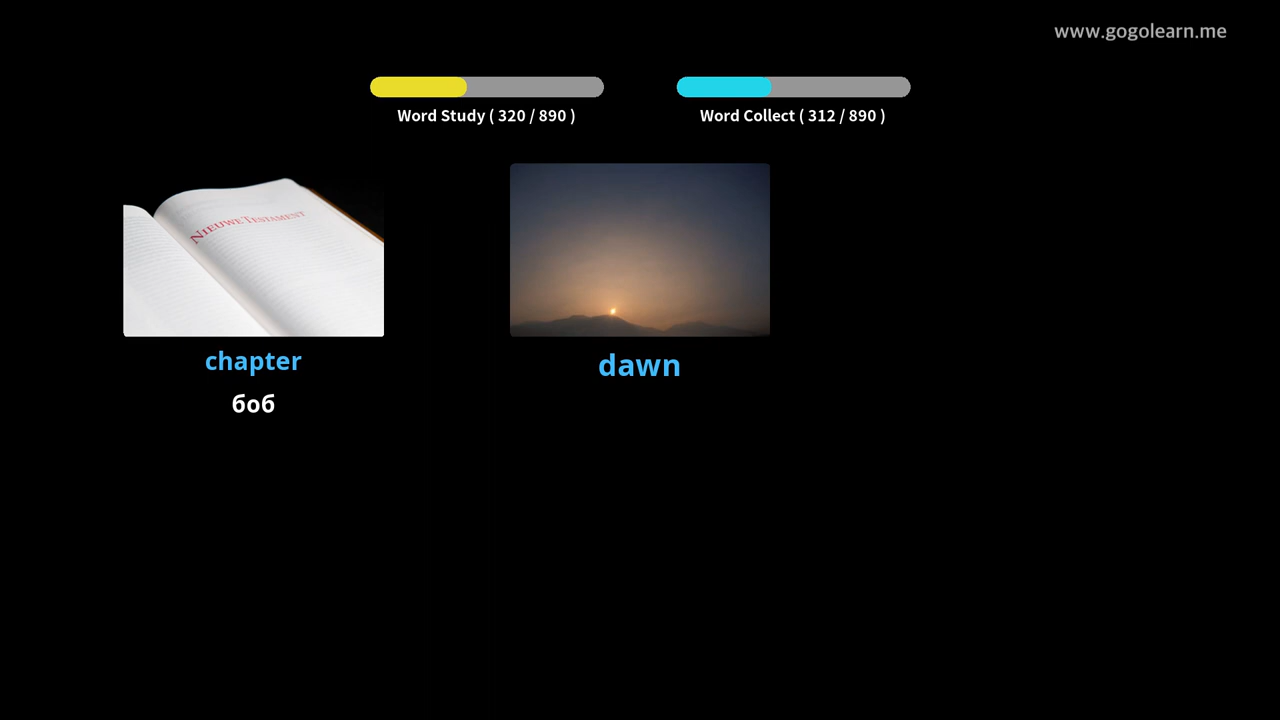 www.gogolearn.me
Word Study ( 320 / 890 )
Word Collect ( 312 / 890 )
NIEUWE TESTAMENT
chapter
боб
dawn